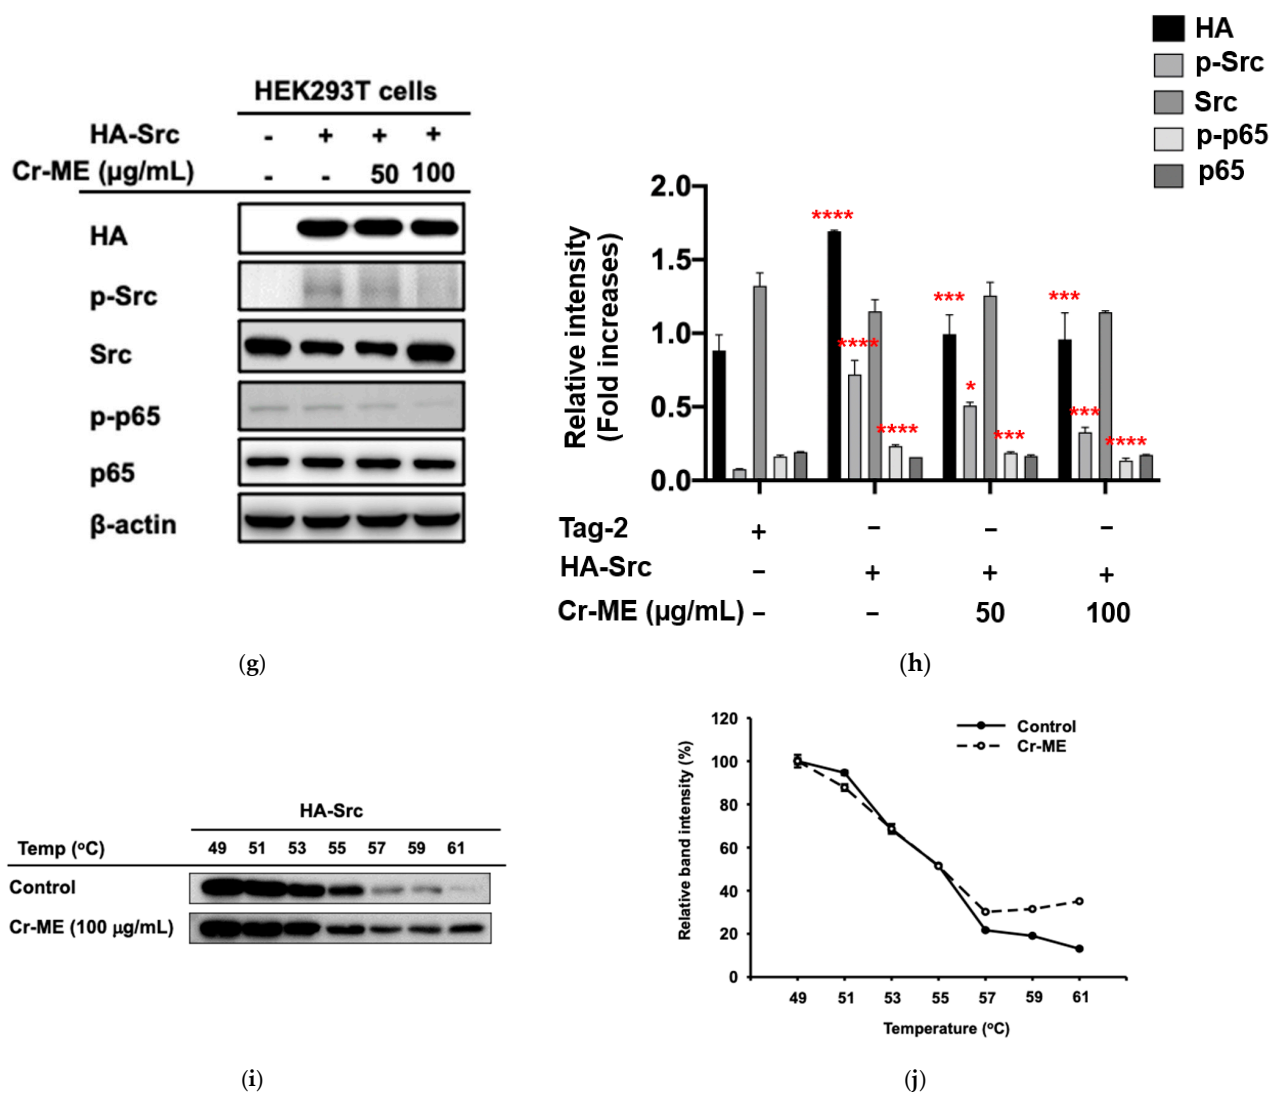 HEK293T cells
HA-Src - + + +
Cr-ME (µg/mL) - - 50 100
HA
p-Src
Src
p-p65
p65
β-actin
(g)
HA
p-Src
Src
p-p65
p65
Relative intensity
(Fold increases)
2.0
1.5
1.0
0.5
0.0
****
****
****
***
*
***
***
***
****
Tag-2 + – – –
HA-Src – + + +
Cr-ME (µg/mL) – – 50 100
(h)
HA-Src
Temp (°C) 49 51 53 55 57 59 61
Control
Cr-ME (100 µg/mL)
(i)
Control
Cr-ME
Relative band intensity (%)
120
100
80
60
40
20
0
49 51 53 55 57 59 61
Temperature (°C)
(j)